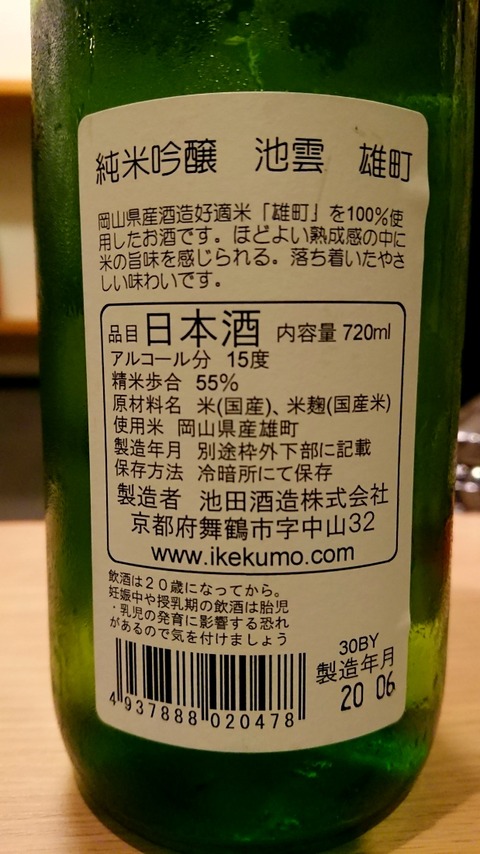 純米吟醸　池雲　雄町
岡山県産酒造好適米「雄町」を100%使
用したお酒です。ほどよい熟成感の中に
米の旨味を感じられる。落ち着いたやさ
しい味わいです。
品目 日本酒 内容量 720ml
アルコール分 15度
精米歩合 55%
原材料名 米(国産)、米麹(国産米)
使用米 岡山県産雄町
製造年月 別途枠外下部に記載
保存方法 冷暗所にて保存
製造者 池田酒造株式会社
京都府舞鶴市字中山32
www.ikekumo.com
飲酒は20歳になってから。
妊娠中や授乳期の飲酒は胎児
・乳児の発育に影響する恐れ
があるので気を付けましょう
30BY
製造年月
20 06
4937888020478